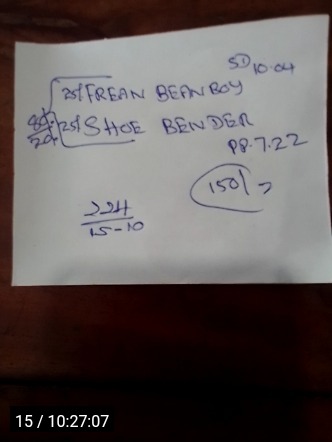 5) 10.04
25/ FREAN BEAN BOY
25/ SHOE BENDER
P8.7.22
150/
224
15-10
15 / 10:27:07